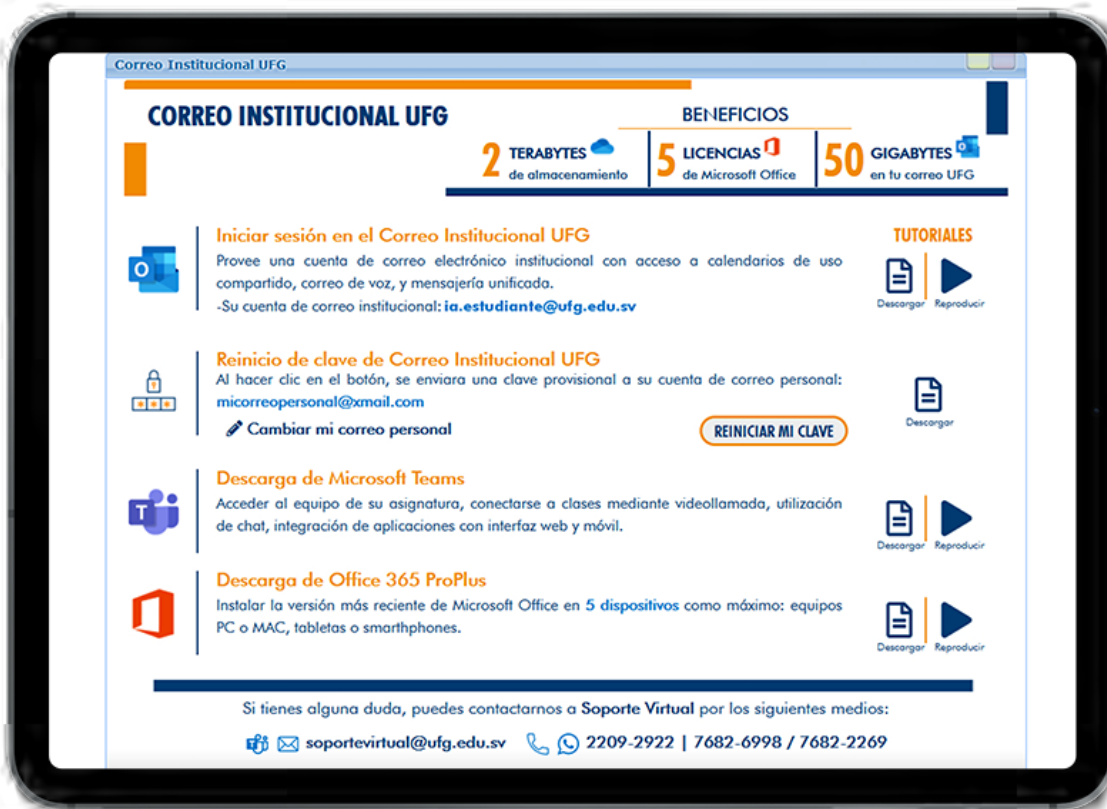 Correo Institucional UFG
CORREO INSTITUCIONAL UFG
BENEFICIOS
2 TERABYTES
de almacenamiento
5 LICENCIAS
de Microsoft Office
50 GIGABYTES
en tu correo UFG
Iniciar sesión en el Correo Institucional UFG
Provee una cuenta de correo electrónico institucional con acceso a calendarios de uso
compartido, correo de voz, y mensajería unificada.
-Su cuenta de correo institucional: ia.estudiante@ufg.edu.sv
TUTORIALES
Descargar Reproducir
Reinicio de clave de Correo Institucional UFG
Al hacer clic en el botón, se enviara una clave provisional a su cuenta de correo personal:
micorreopersonal@xmail.com
Cambiar mi correo personal
REINICIAR MI CLAVE
Descargar
Descarga de Microsoft Teams
Acceder al equipo de su asignatura, conectarse a clases mediante videollamada, utilización
de chat, integración de aplicaciones con interfaz web y móvil.
Descargar Reproducir
Descarga de Office 365 ProPlus
Instalar la versión más reciente de Microsoft Office en 5 dispositivos como máximo: equipos
PC o MAC, tabletas o smarthphones.
Descargar Reproducir
Si tienes alguna duda, puedes contactarnos a Soporte Virtual por los siguientes medios:
soportevirtual@ufg.edu.sv 2209-2922 | 7682-6998 / 7682-2269